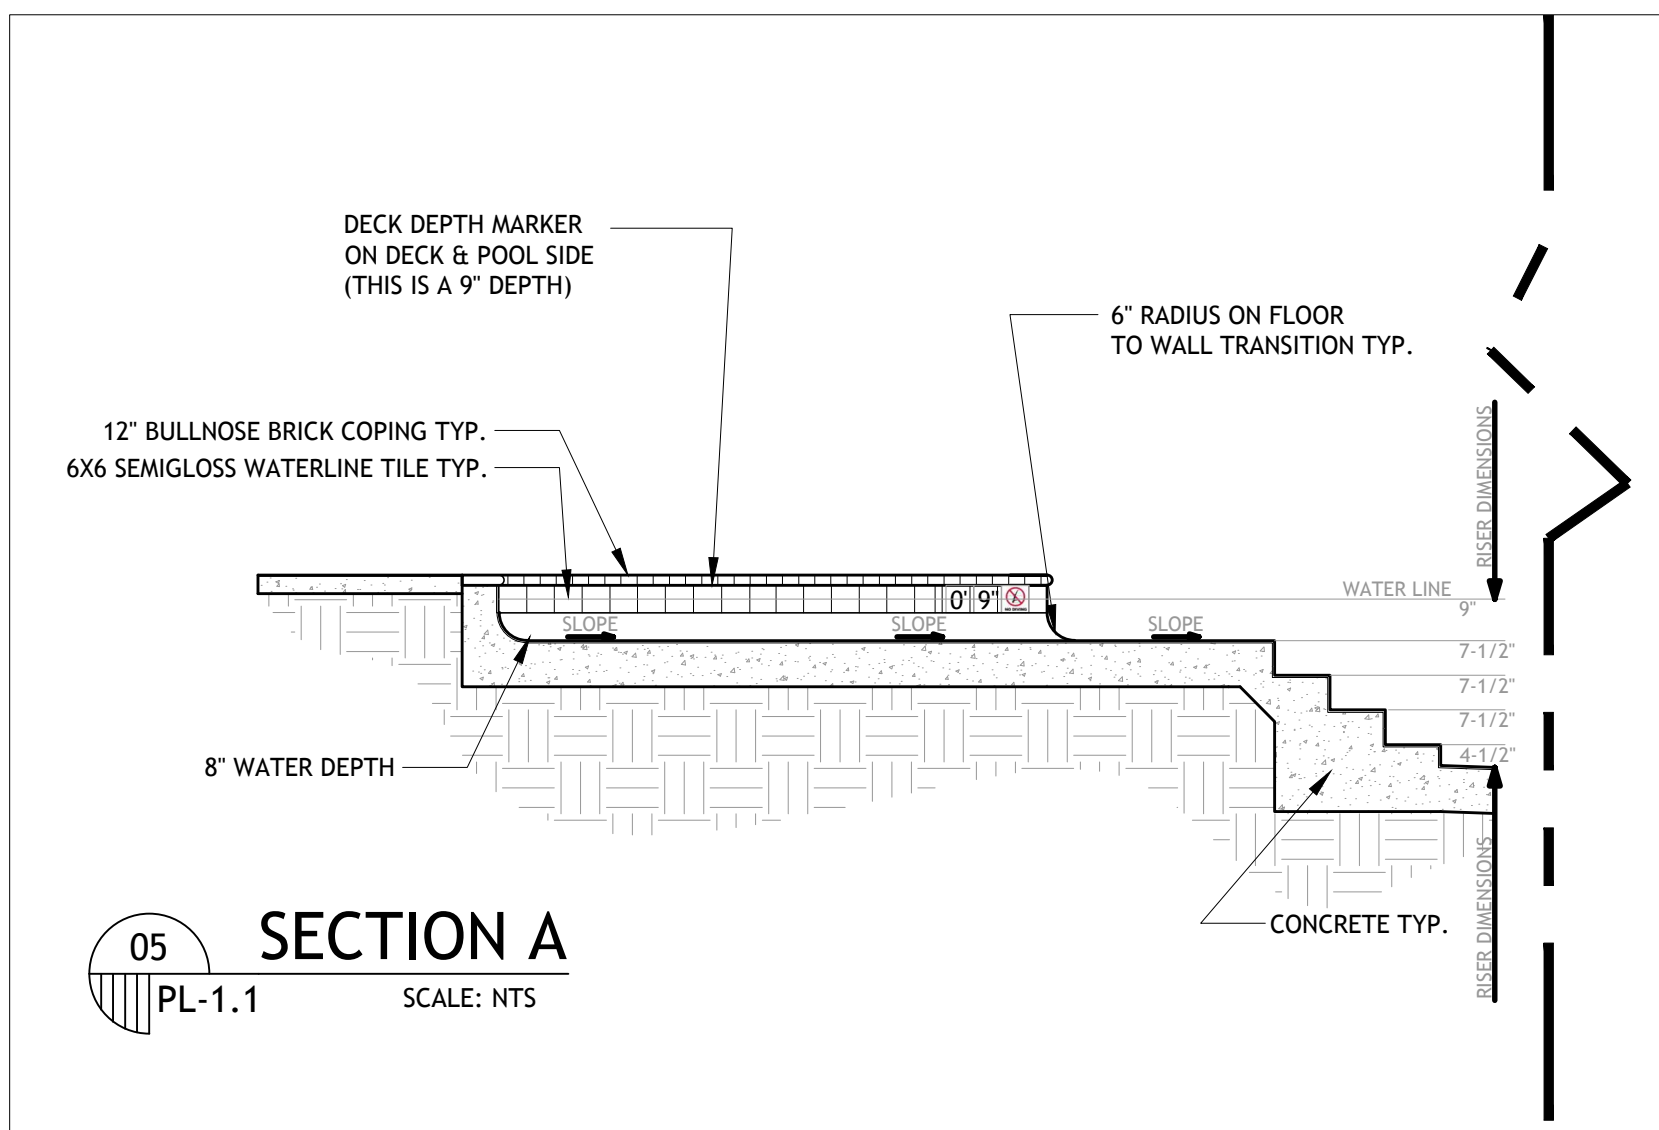 DECK DEPTH MARKER
ON DECK & POOL SIDE
(THIS IS A 9" DEPTH)
6" RADIUS ON FLOOR
TO WALL TRANSITION TYP.
12" BULLNOSE BRICK COPING TYP.
6X6 SEMIGLOSS WATERLINE TILE TYP.
RISER DIMENSIONS
WATER LINE
0' 9"
9"
SLOPE
SLOPE
SLOPE
7-1/2"
7-1/2"
7-1/2"
4-1/2"
8" WATER DEPTH
RISER DIMENSIONS
CONCRETE TYP.
05
SECTION A
PL-1.1
SCALE: NTS